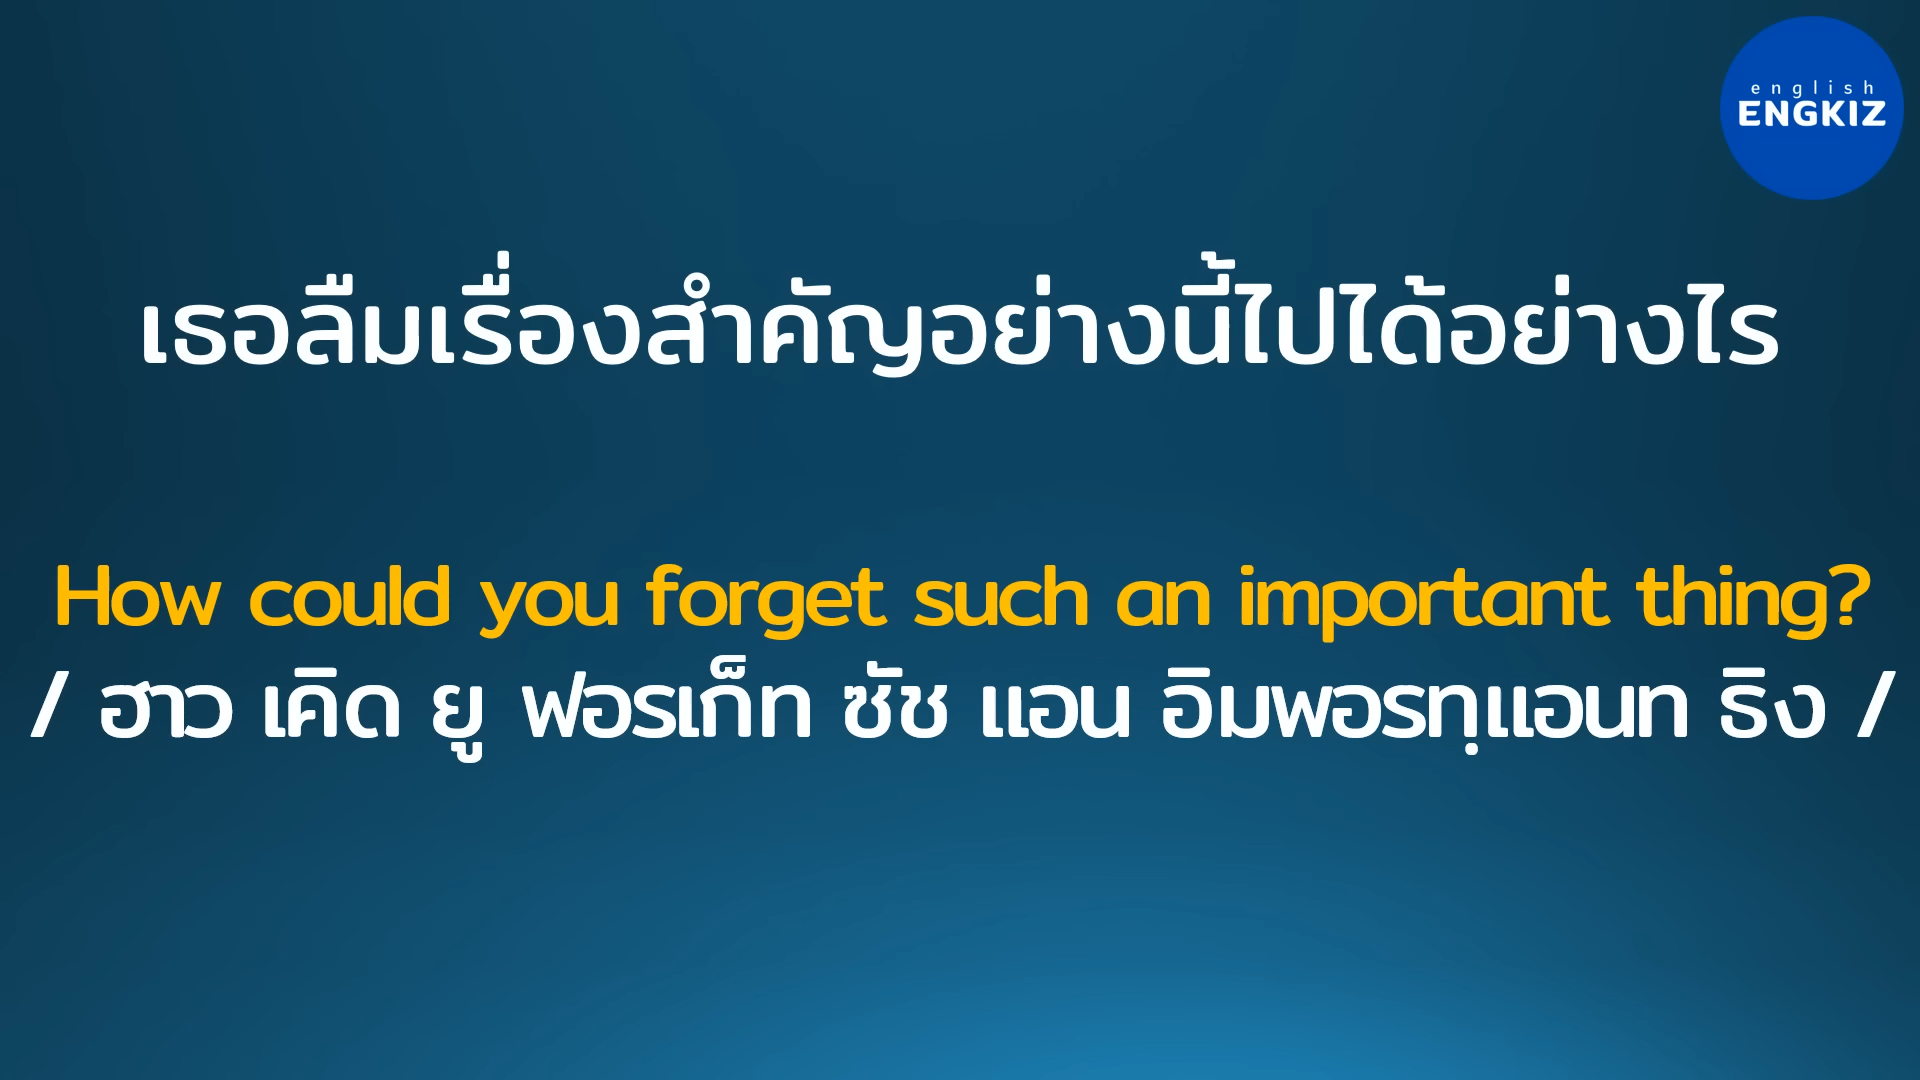 english
ENGKIZ
เธอลืมเรื่องสำคัญอย่างนี้ไปได้อย่างไร
How could you forget such an important thing?
/ ฮาว เคิด ยู ฟอรเก็ท ซัช แอน อิมพอรทฺแอนท ธิง /